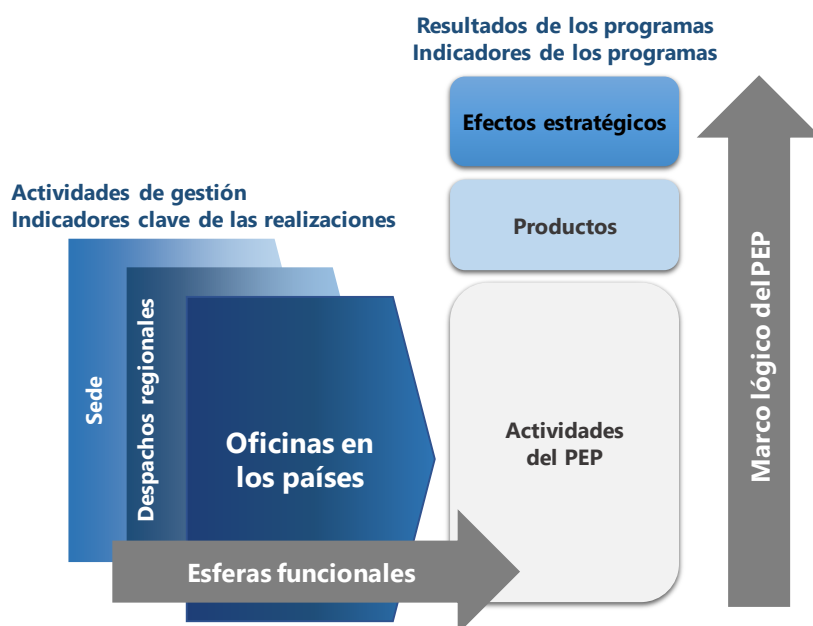 Resultados de los programas
Indicadores de los programas
Efectos estratégicos
Actividades de gestión
Indicadores clave de las realizaciones
Productos
Sede
Despachos regionales
Oficinas en
los países
Actividades
del PEP
Marco lógico del PEP
Esferas funcionales